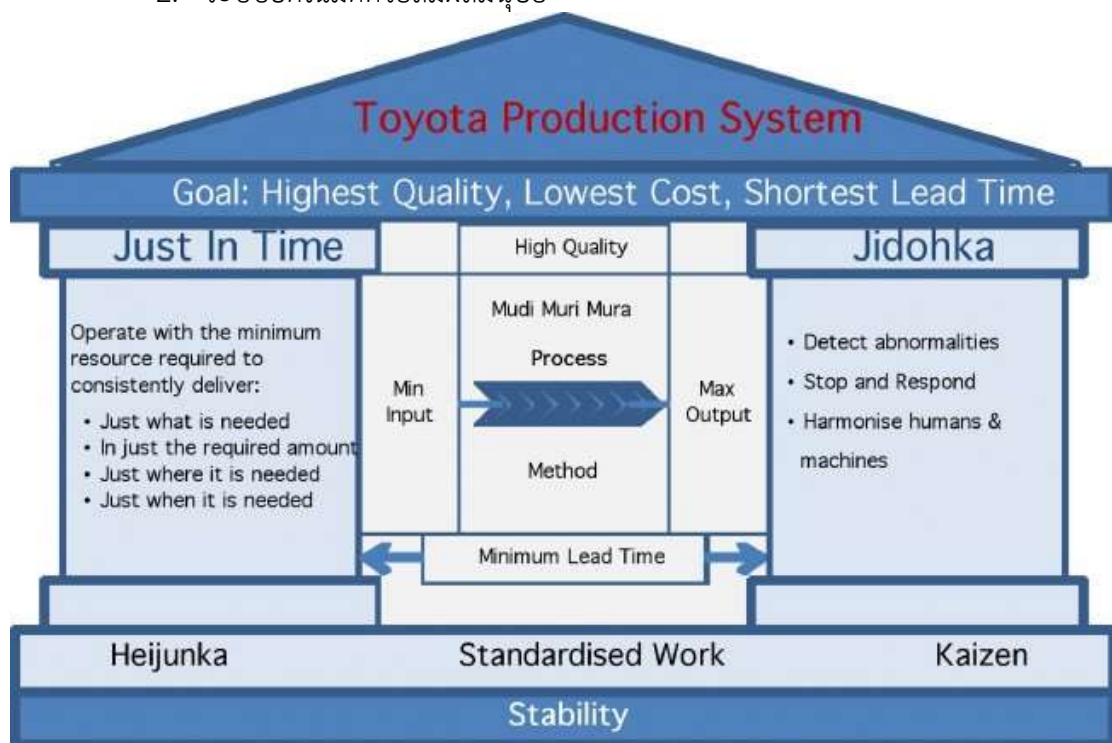 2.
Toyota Production System
Goal: Highest Quality, Lowest Cost, Shortest Lead Time
Just In Time
High Quality
Jidohka
Operate with the minimum
resource required to
consistently deliver:
• Just what is needed
• In just the required amount
• Just where it is needed
• Just when it is needed
Min
Input
Mudi Muri Mura
Process
Method
Max
Output
• Detect abnormalities
• Stop and Respond
• Harmonise humans &
machines
Minimum Lead Time
Heijunka
Standardised Work
Kaizen
Stability